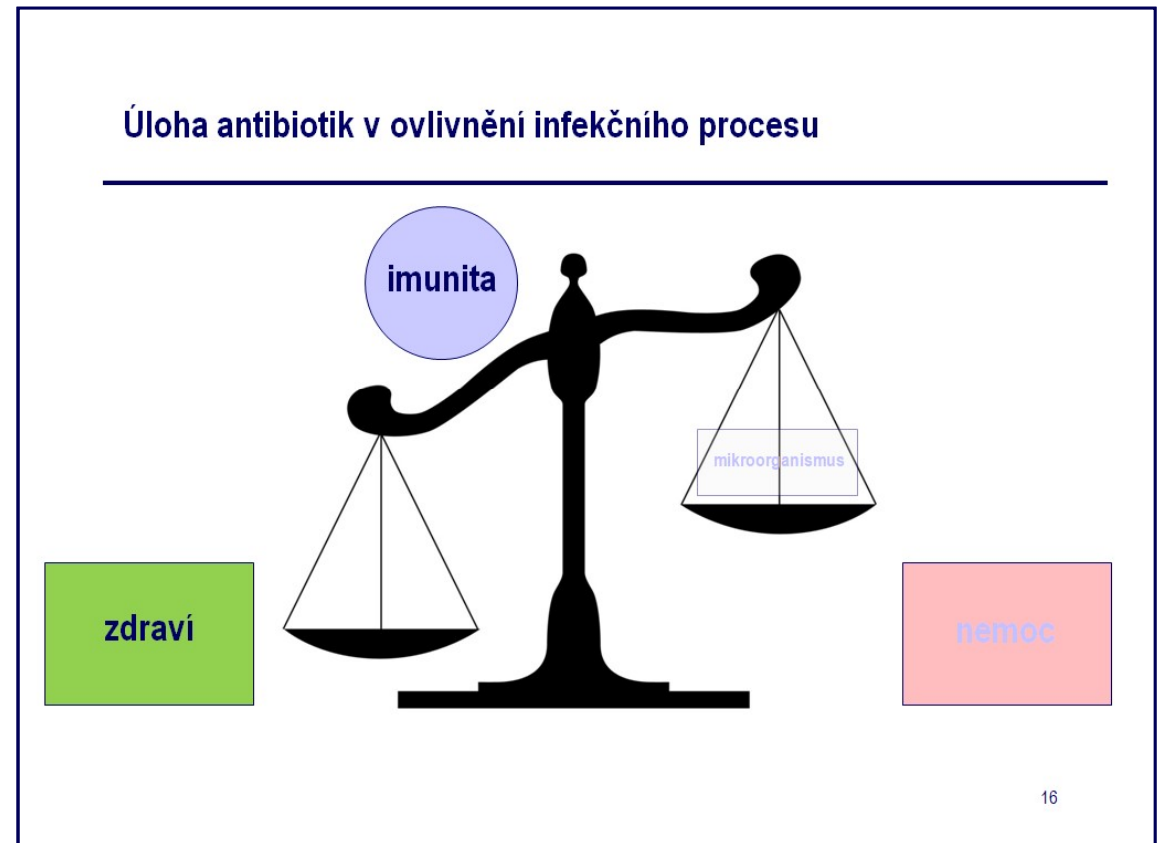 Úloha antibiotik v ovlivnění infekčního procesu
imunita
mikroorganismus
zdraví
nemoc
16